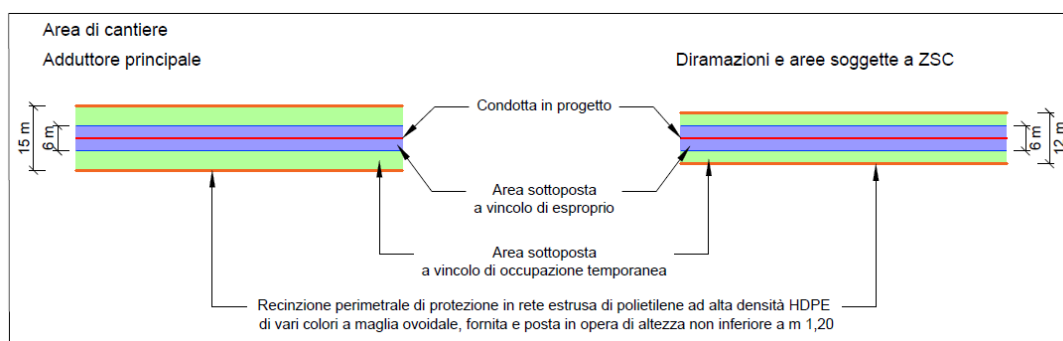 Area di cantiere
Adduttore principale
Diramazioni e aree soggette a ZSC
15 m
6 m
Condotta in progetto
6 m
12 m
Area sottoposta
a vincolo di esproprio
Area sottoposta
a vincolo di occupazione temporanea
Recinzione perimetrale di protezione in rete estrusa di polietilene ad alta densità HDPE
di vari colori a maglia ovoidale, fornita e posta in opera di altezza non inferiore a m 1,20